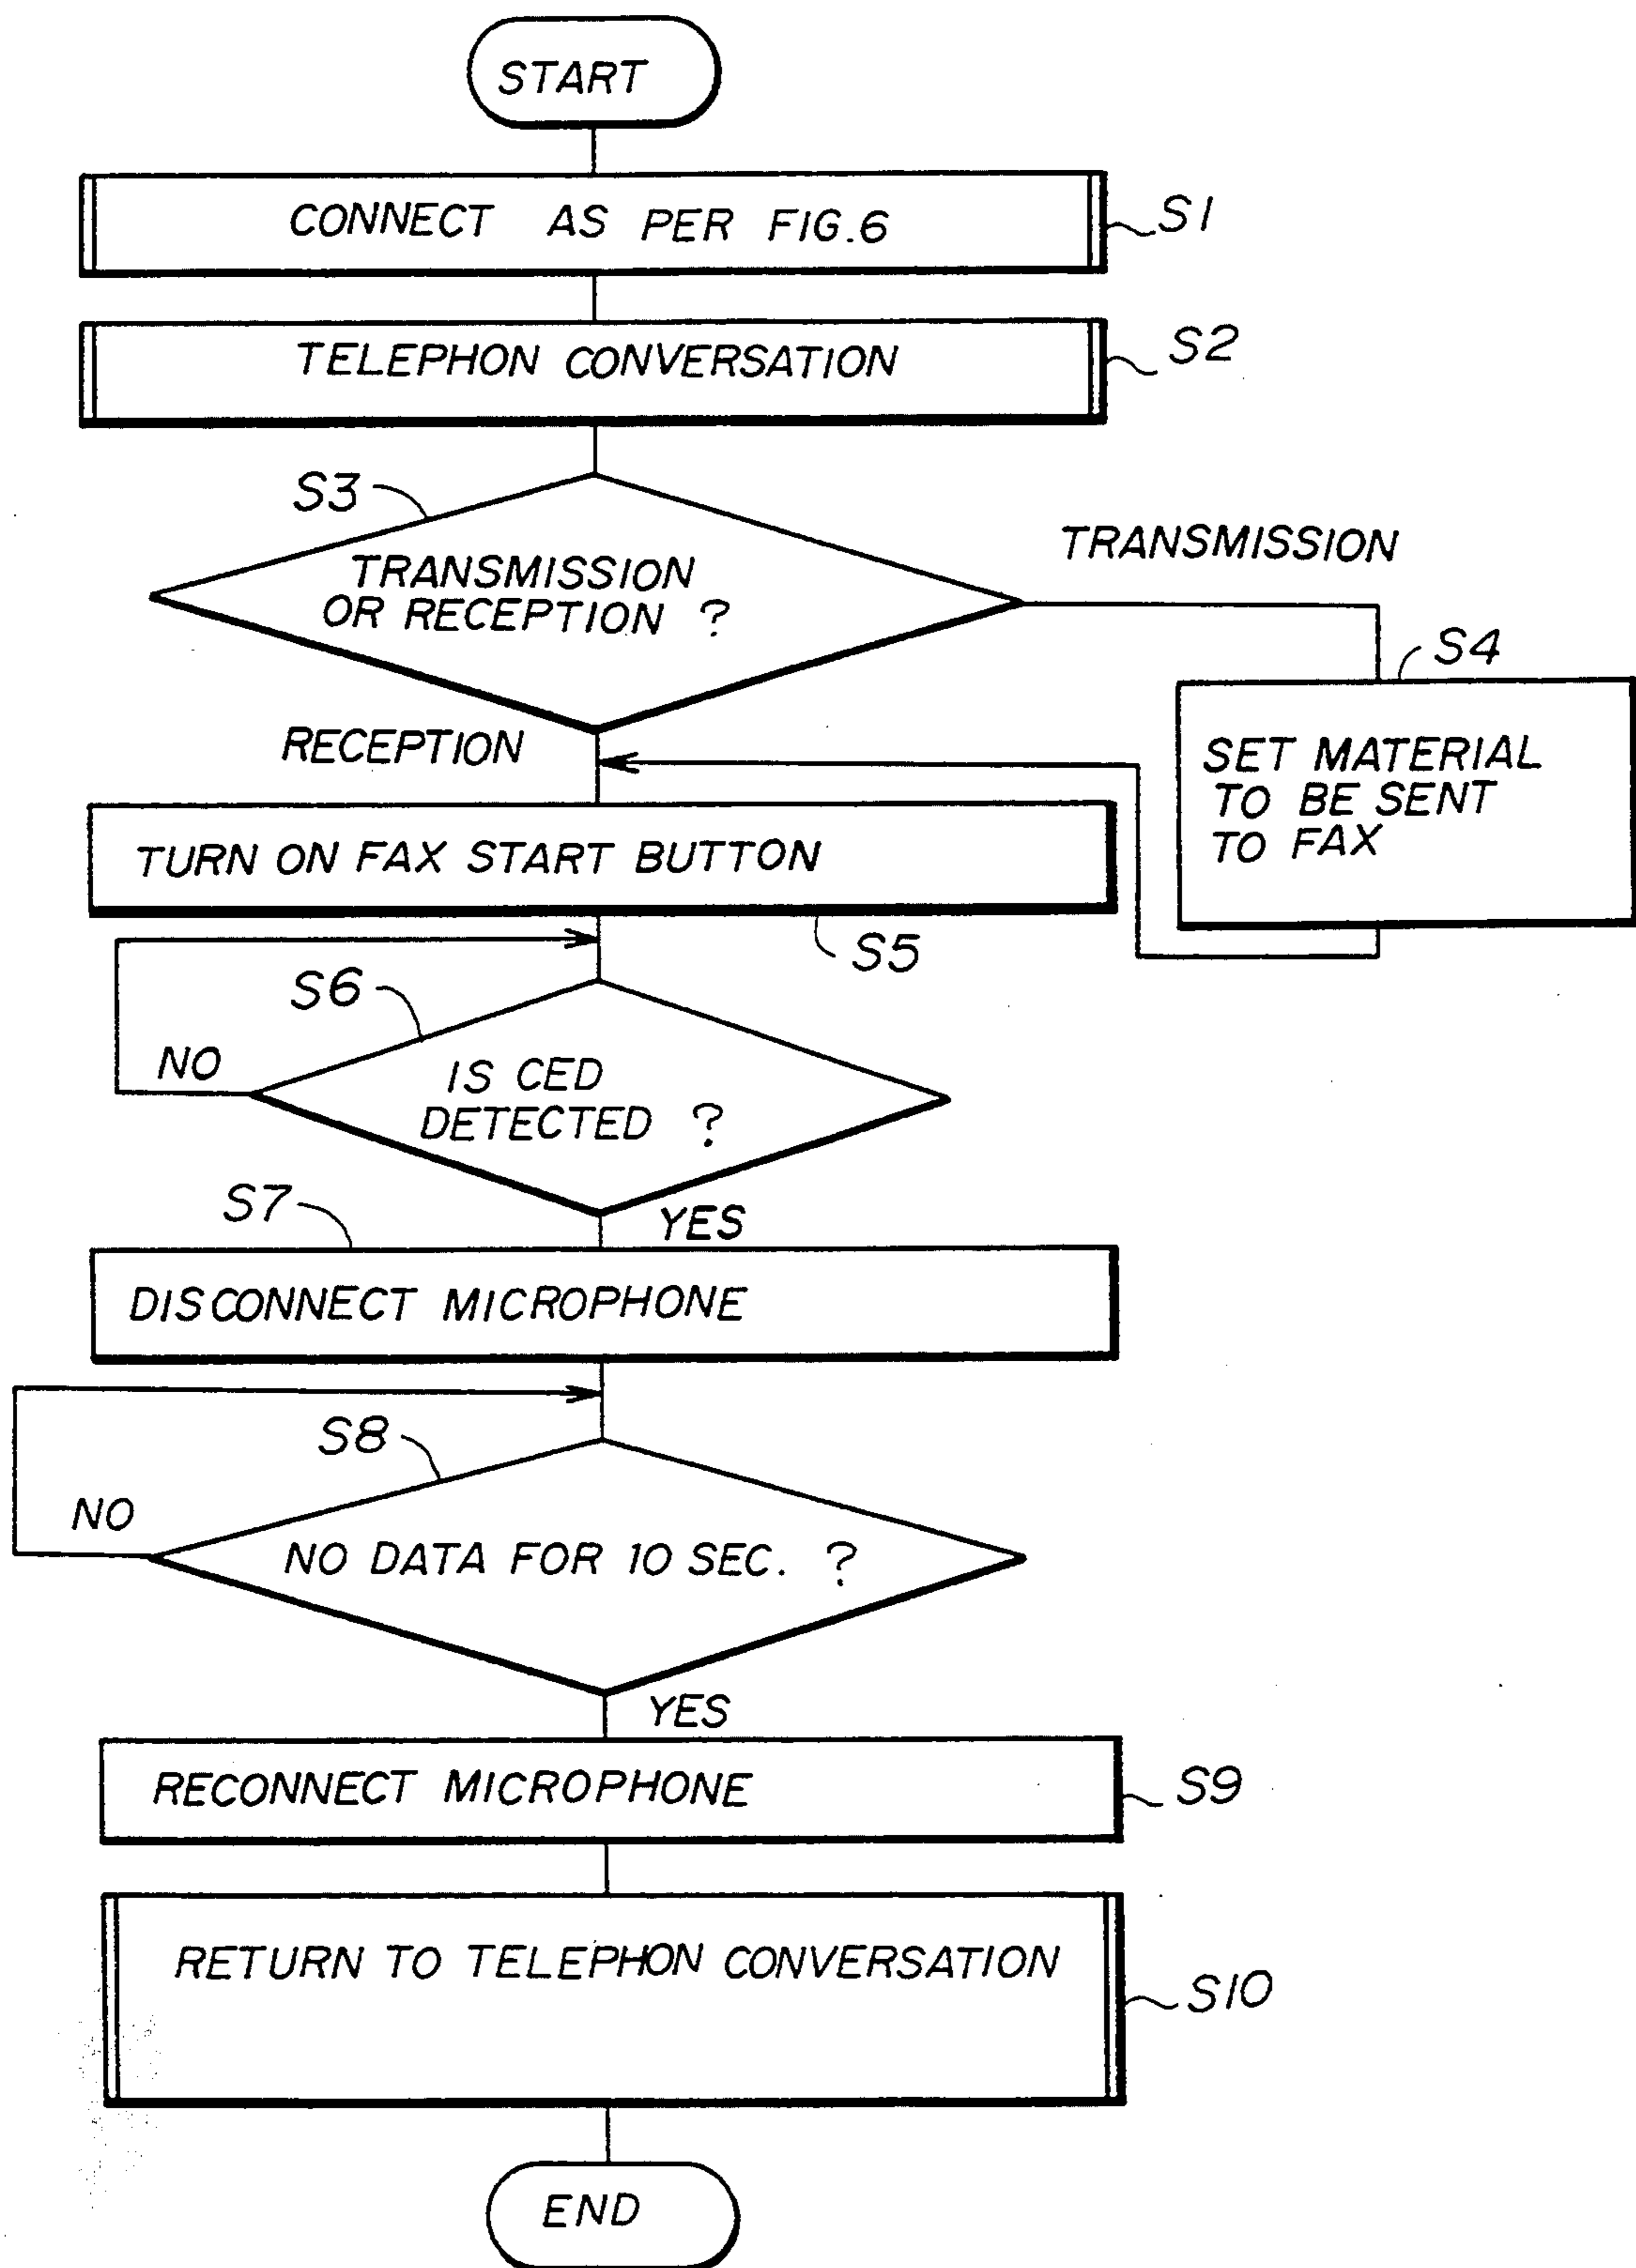 START
CONNECT AS PER FIG.6
S1
TELEPHON CONVERSATION
S2
S3
TRANSMISSION
OR RECEPTION ?
TRANSMISSION
S4
SET MATERIAL
TO BE SENT
TO FAX
RECEPTION
TURN ON FAX START BUTTON
S5
S6
NO
IS CED
DETECTED ?
YES
S7
DISCONNECT MICROPHONE
S8
NO
NO DATA FOR 10 SEC. ?
YES
RECONNECT MICROPHONE
S9
RETURN TO TELEPHON CONVERSATION
S10
END